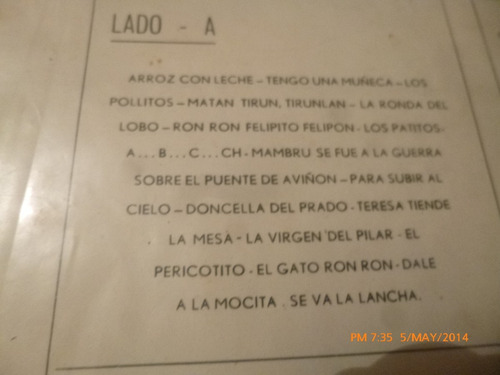 LADO - A
ARROZ CON LECHE - TENGO UNA MUÑECA - LOS
POLLITOS - MATAN TIRUN, TIRUNLAN - LA RONDA DEL
LOBO - RON RON FELIPITO FELIPON - LOS PATITOS.
A...B...C...CH - MAMBRU SE FUE A LA GUERRA
SOBRE EL PUENTE DE AVIÑON - PARA SUBIR AL
CIELO - DONCELLA DEL PRADO - TERESA TIENDE
LA MESA - LA VIRGEN DEL PILAR - EL
PERICOTITO - EL GATO RON RON - DALE
A LA MOCITA . SE VA LA LANCHA.
PM 7:35 5/MAY/2014